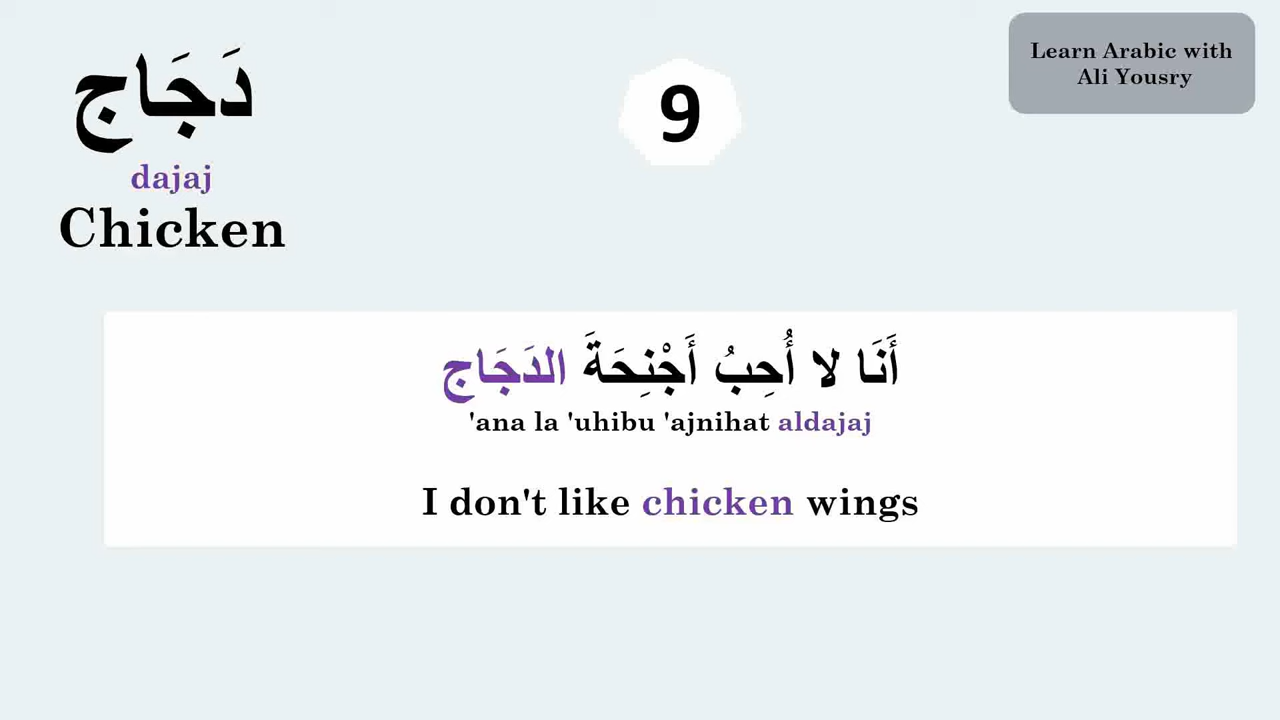 دَجَاج
dajaj
Chicken
9
Learn Arabic with
Ali Yousry
أَنَا لا أُحِبُ أَجْنِحَةَ الدَجَاج
'ana la 'uhibu 'ajnihat aldajaj
I don't like chicken wings